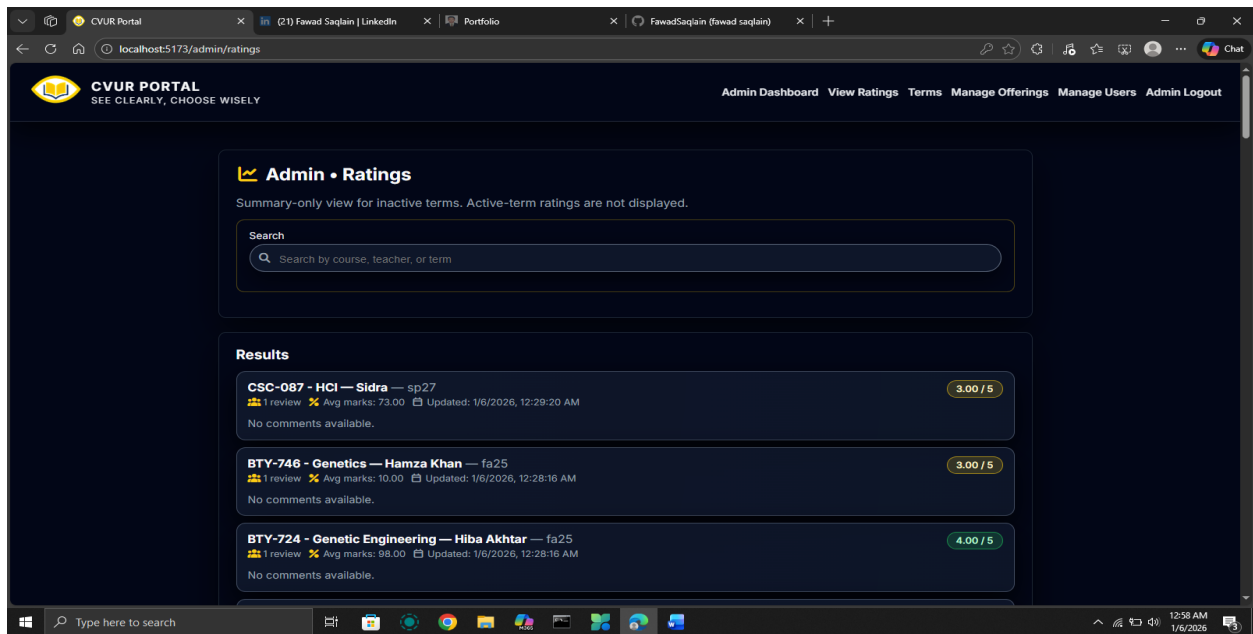 CVUR Portal
(21) Fawad Saqlain | LinkedIn
Portfolio
FawadSaqlain (fawad saqlain)
localhost:5173/admin/ratings
Chat
CVUR PORTAL
SEE CLEARLY, CHOOSE WISELY
Admin Dashboard View Ratings Terms Manage Offerings Manage Users Admin Logout
Admin • Ratings
Summary-only view for inactive terms. Active-term ratings are not displayed.
Search
Search by course, teacher, or term
Results
CSC-087 - HCI — Sidra — sp27
3.00 / 5
1 review Avg marks: 73.00 Updated: 1/6/2026, 12:29:20 AM
No comments available.
BTY-746 - Genetics — Hamza Khan — fa25
3.00 / 5
1 review Avg marks: 10.00 Updated: 1/6/2026, 12:28:16 AM
No comments available.
BTY-724 - Genetic Engineering — Hiba Akhtar — fa25
4.00 / 5
1 review Avg marks: 98.00 Updated: 1/6/2026, 12:28:16 AM
No comments available.
Type here to search
M365
12:58 AM
1/6/2026
3